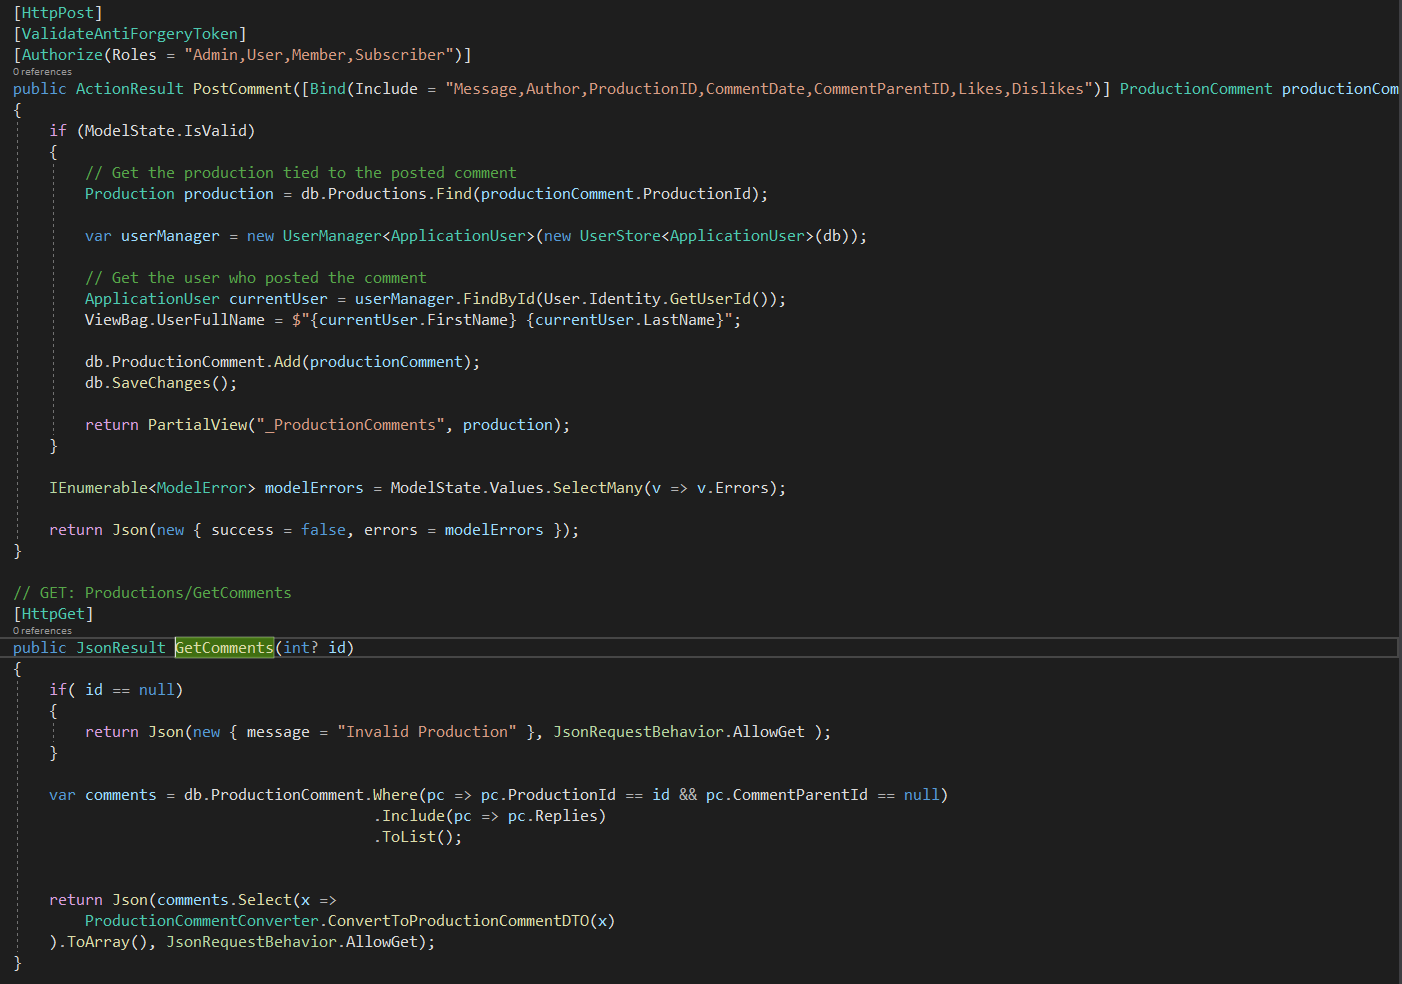 [HttpPost]
[ValidateAntiForgeryToken]
[Authorize(Roles = "Admin,User,Member,Subscriber")]
0 references
public ActionResult PostComment([Bind(Include = "Message,Author,ProductionID,CommentDate,CommentParentID,Likes,Dislikes")] ProductionComment productionCom
{
    if (ModelState.IsValid)
    {
        // Get the production tied to the posted comment
        Production production = db.Productions.Find(productionComment.ProductionId);

        var userManager = new UserManager<ApplicationUser>(new UserStore<ApplicationUser>(db));

        // Get the user who posted the comment
        ApplicationUser currentUser = userManager.FindById(User.Identity.GetUserId());
        ViewBag.UserFullName = $"{currentUser.FirstName} {currentUser.LastName}";

        db.ProductionComment.Add(productionComment);
        db.SaveChanges();

        return PartialView("_ProductionComments", production);
    }

    IEnumerable<ModelError> modelErrors = ModelState.Values.SelectMany(v => v.Errors);

    return Json(new { success = false, errors = modelErrors });
}

// GET: Productions/GetComments
[HttpGet]
0 references
public JsonResult GetComments(int? id)
{
    if( id == null)
    {
        return Json(new { message = "Invalid Production" }, JsonRequestBehavior.AllowGet );
    }

    var comments = db.ProductionComment.Where(pc => pc.ProductionId == id && pc.CommentParentId == null)
                                        .Include(pc => pc.Replies)
                                        .ToList();

    return Json(comments.Select(x =>
        ProductionCommentConverter.ConvertToProductionCommentDTO(x)
    ).ToArray(), JsonRequestBehavior.AllowGet);
}